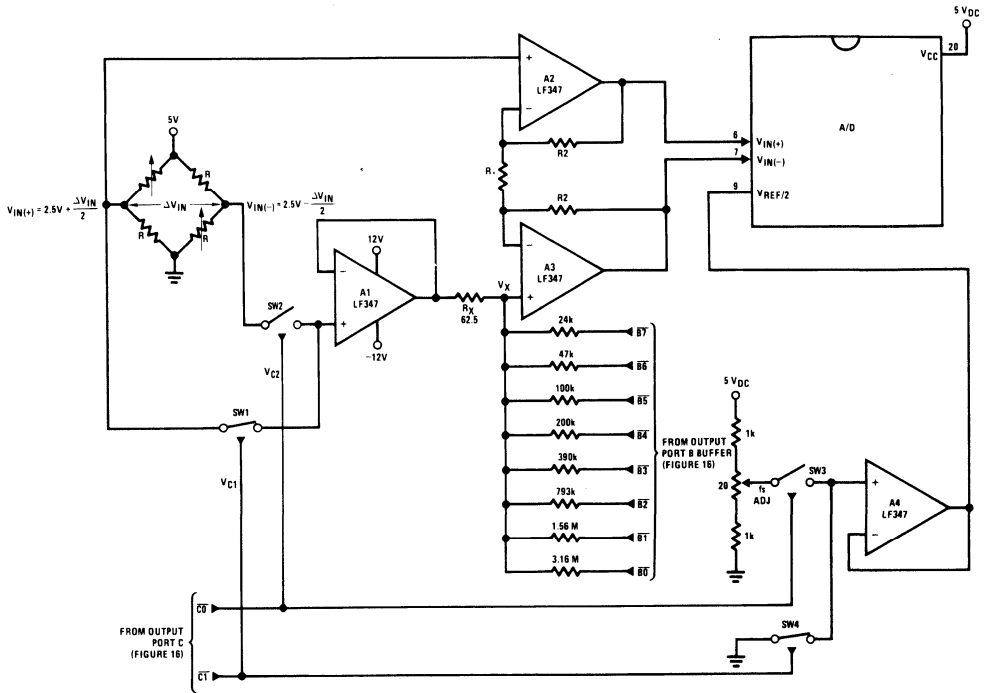 5 VDC
VCC
20
A/D
6
VIN(+)
7
VIN(-)
9
VREF/2
+
A2
LF347
-
R2
R
R2
-
A3
LF347
+
5V
R
ΔVIN
R
R
VIN(+) = 2.5V + ΔVIN/2
VIN(-) = 2.5V - ΔVIN/2
12V
-
A1
LF347
+
-12V
RX
62.5
VX
SW2
VC2
SW1
VC1
24k
B7
47k
B6
100k
B5
200k
B4
390k
B3
793k
B2
1.56 M
B1
3.16 M
B0
FROM OUTPUT
PORT B BUFFER
(FIGURE 16)
5 VDC
1k
20
fs
ADJ
1k
SW3
+
A4
LF347
-
SW4
FROM OUTPUT
PORT C
(FIGURE 16)
C0
C1